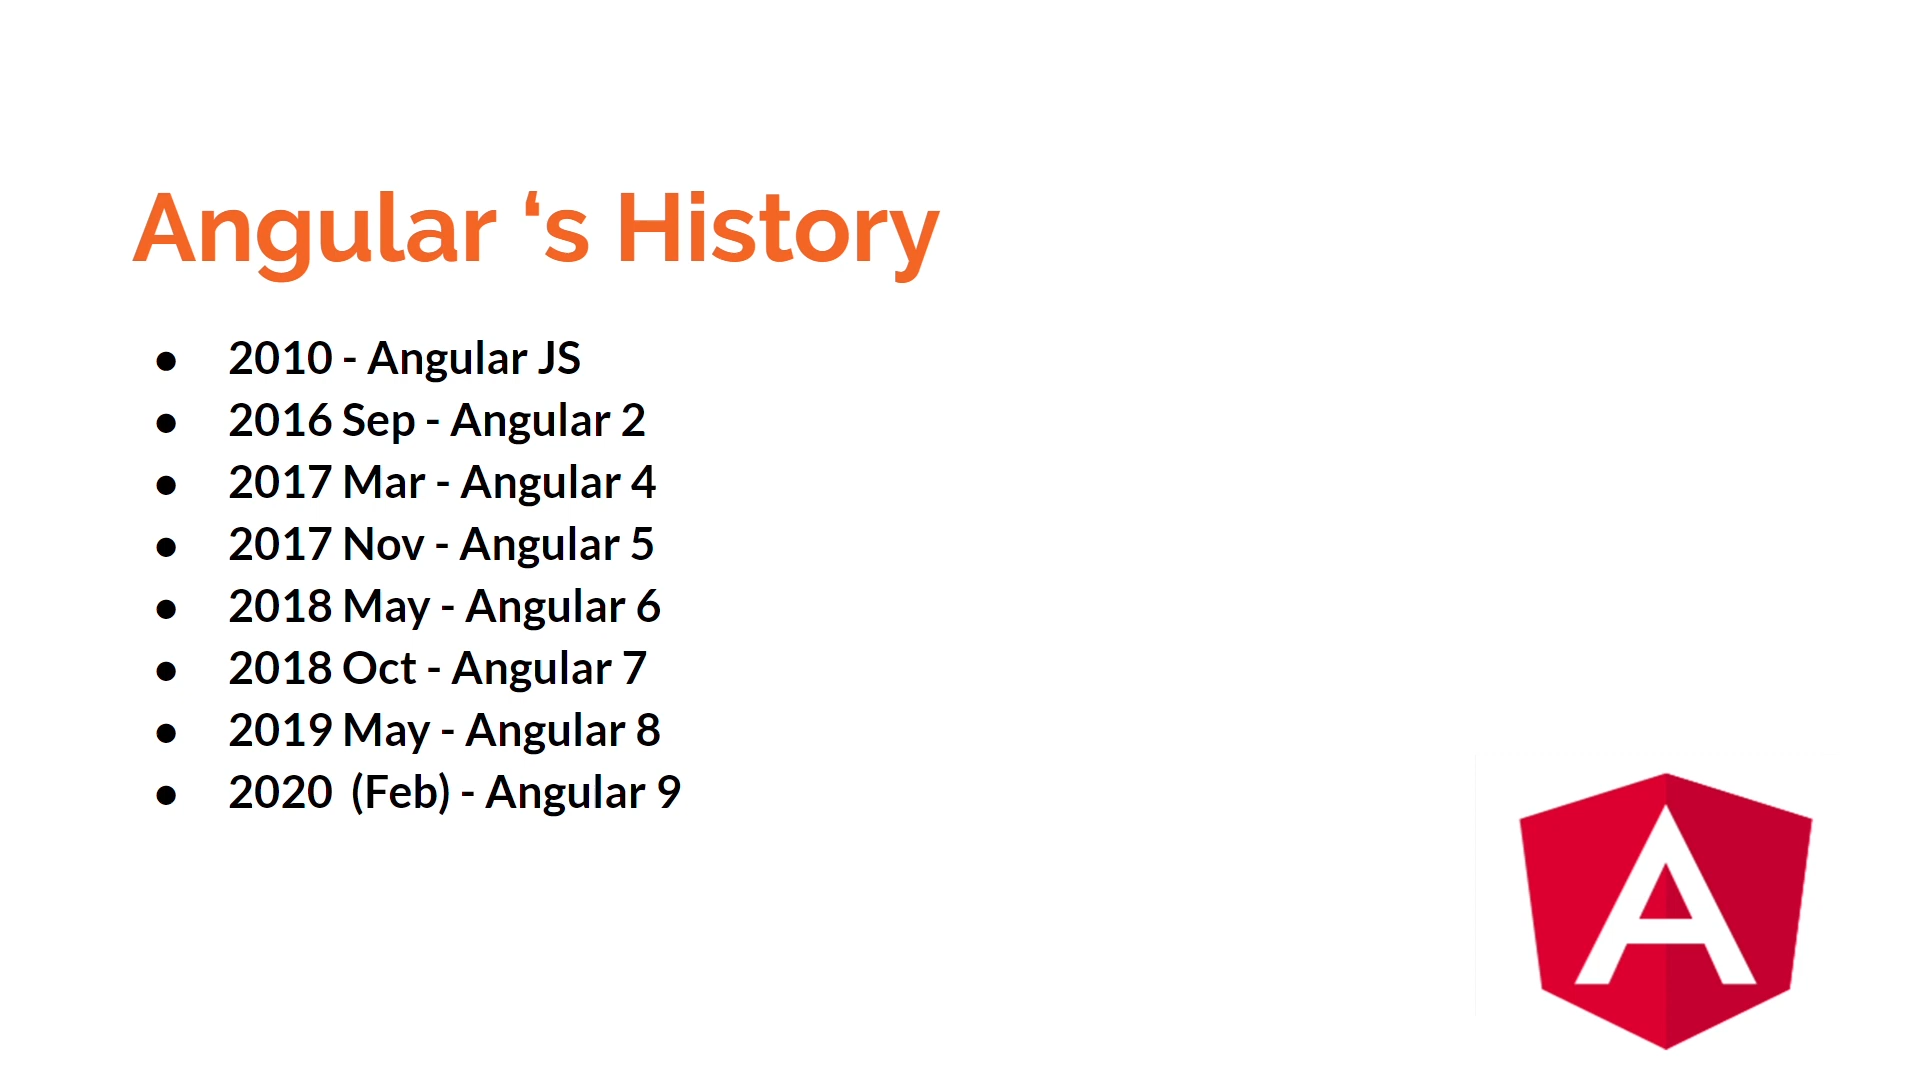 Angular ‘s History
● 2010 - Angular JS
● 2016 Sep - Angular 2
● 2017 Mar - Angular 4
● 2017 Nov - Angular 5
● 2018 May - Angular 6
● 2018 Oct - Angular 7
● 2019 May - Angular 8
● 2020  (Feb) - Angular 9
A